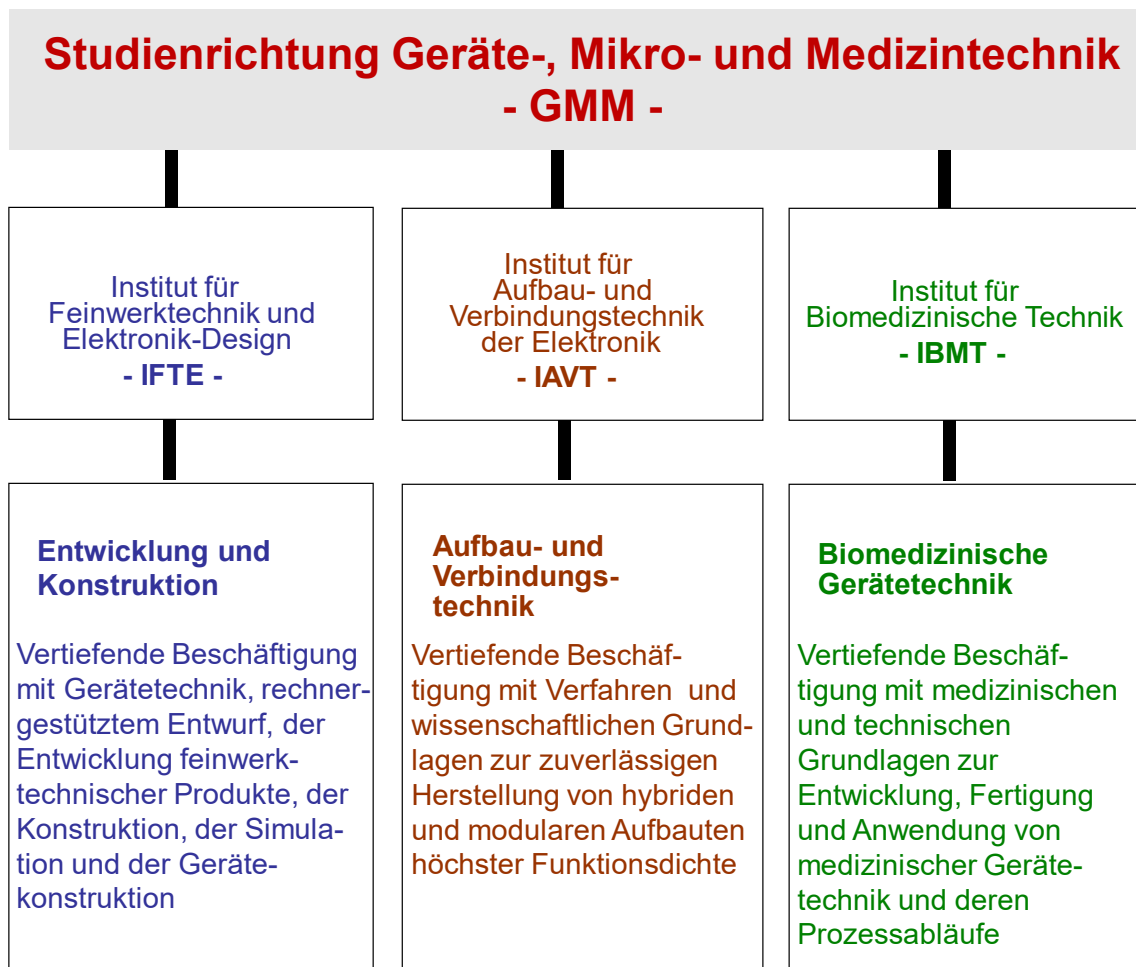 Studienrichtung Geräte-, Mikro- und Medizintechnik
- GMM -
Institut für
Feinwerktechnik und
Elektronik-Design
- IFTE -
Institut für
Aufbau- und
Verbindungstechnik
der Elektronik
- IAVT -
Institut für
Biomedizinische Technik
- IBMT -
Entwicklung und
Konstruktion
Vertiefende Beschäftigung
mit Gerätetechnik, rechner-
gestütztem Entwurf, der
Entwicklung feinwerk-
technischer Produkte, der
Konstruktion, der Simula-
tion und der Geräte-
konstruktion
Aufbau- und
Verbindungs-
technik
Vertiefende Beschäf-
tigung mit Verfahren und
wissenschaftlichen Grund-
lagen zur zuverlässigen
Herstellung von hybriden
und modularen Aufbauten
höchster Funktionsdichte
Biomedizinische
Gerätetechnik
Vertiefende Beschäf-
tigung mit medizinischen
und technischen
Grundlagen zur
Entwicklung, Fertigung
und Anwendung von
medizinischer Geräte-
technik und deren
Prozessabläufe